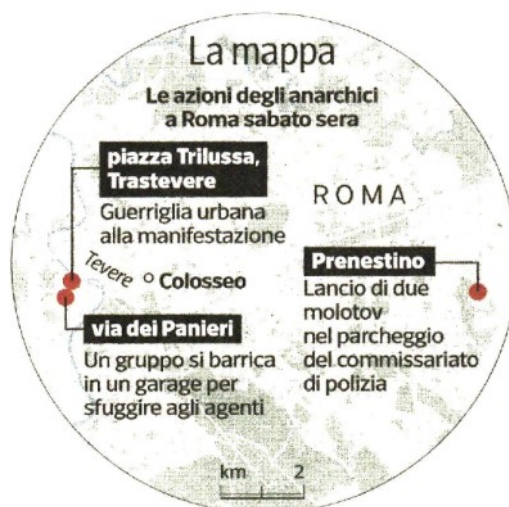 La mappa
Le azioni degli anarchici
a Roma sabato sera
piazza Trilussa,
Trastevere
Guerriglia urbana
alla manifestazione
ROMA
Tevere
Colosseo
Prenestino
Lancio di due
molotov
nel parcheggio
del commissariato
di polizia
via dei Panieri
Un gruppo si barrica
in un garage per
sfuggire agli agenti
km 2